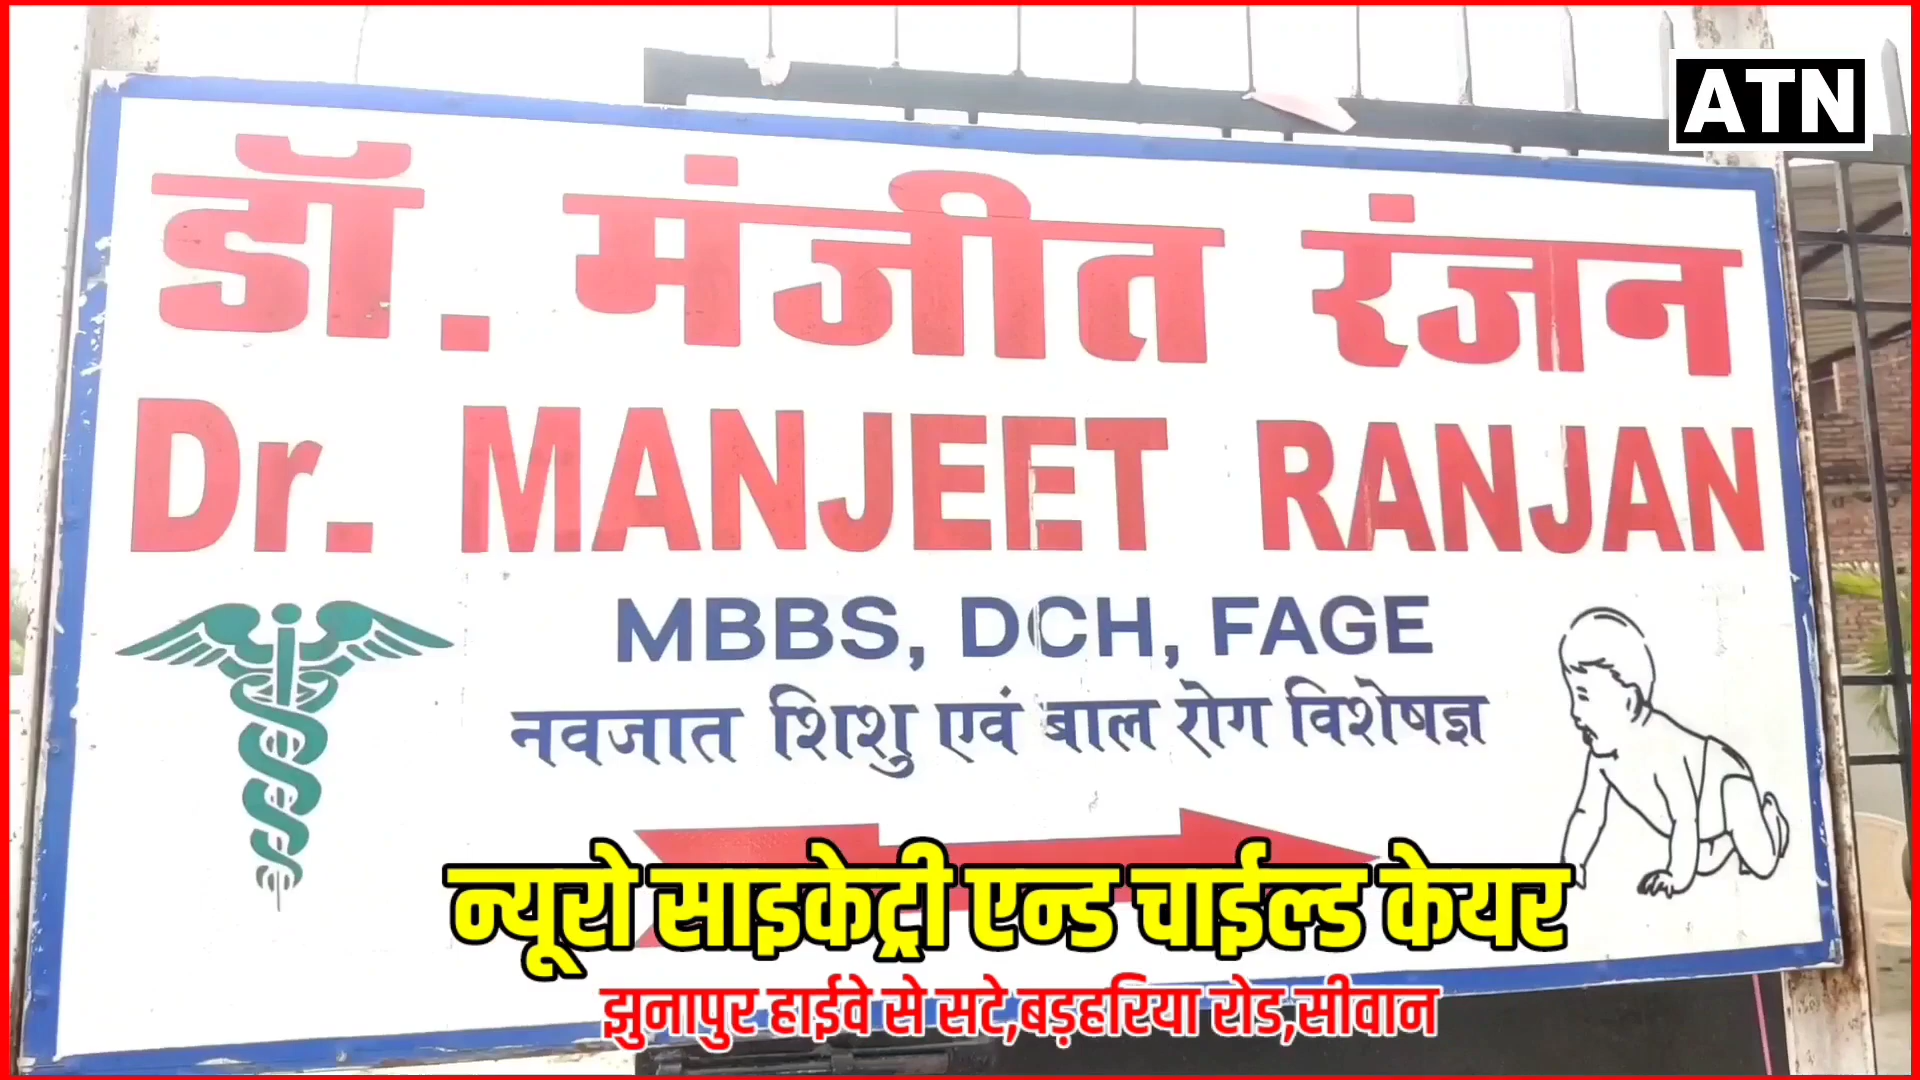 ATN
डॉ. मंजीत रंजन
Dr. MANJEET RANJAN
MBBS, DCH, FAGE
नवजात शिशु एवं बाल रोग विशेषज्ञ
न्यूरो साइकेट्री एन्ड चाईल्ड केयर
झुनापुर हाईवे से सटे,बड़हरिया रोड,सीवान